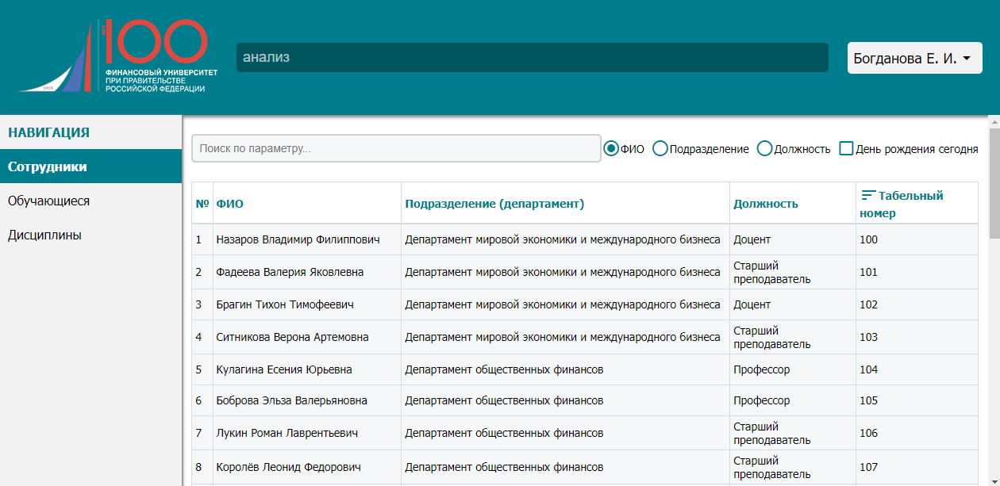 ЛЕТ
100
1919
ФИНАНСОВЫЙ УНИВЕРСИТЕТ
ПРИ ПРАВИТЕЛЬСТВЕ
РОССИЙСКОЙ ФЕДЕРАЦИИ
анализ
Богданова Е. И.
НАВИГАЦИЯ
Сотрудники
Обучающиеся
Дисциплины
Поиск по параметру...
ФИО Подразделение Должность День рождения сегодня
№ ФИО Подразделение (департамент) Должность Табельный
номер
1 Назаров Владимир Филиппович Департамент мировой экономики и международного бизнеса Доцент 100
2 Фадеева Валерия Яковлевна Департамент мировой экономики и международного бизнеса Старший
преподаватель 101
3 Брагин Тихон Тимофеевич Департамент мировой экономики и международного бизнеса Доцент 102
4 Ситникова Верона Артемовна Департамент мировой экономики и международного бизнеса Старший
преподаватель 103
5 Кулагина Есения Юрьевна Департамент общественных финансов Профессор 104
6 Боброва Эльза Валерьяновна Департамент общественных финансов Профессор 105
7 Лукин Роман Лаврентьевич Департамент общественных финансов Старший
преподаватель 106
8 Королёв Леонид Федорович Департамент общественных финансов Старший
преподаватель 107